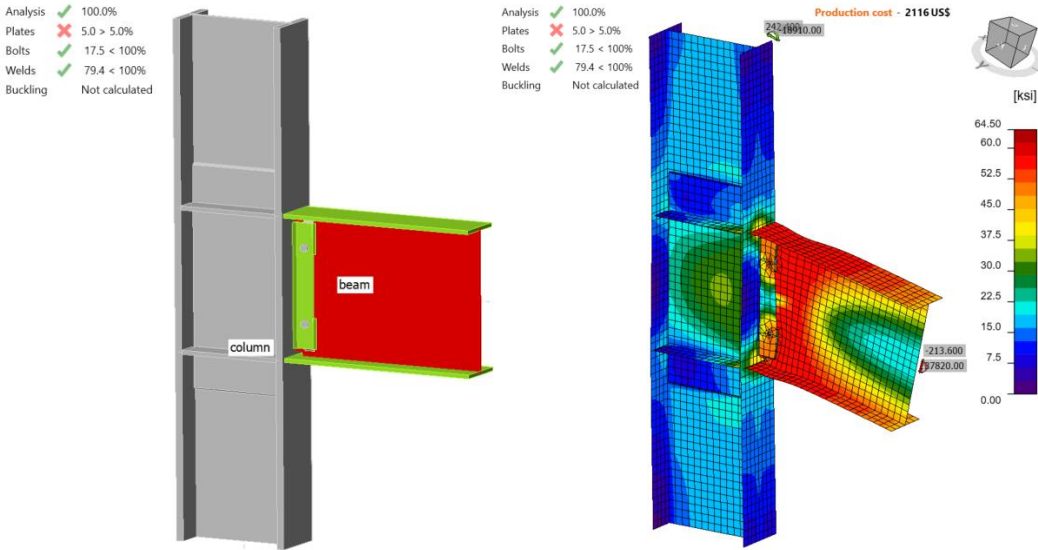 Analysis 100.0%
Plates 5.0 > 5.0%
Bolts 17.5 < 100%
Welds 79.4 < 100%
Buckling Not calculated
beam
column
Analysis 100.0%
Plates 5.0 > 5.0%
Bolts 17.5 < 100%
Welds 79.4 < 100%
Buckling Not calculated
Production cost - 2116 US$
[ksi]
64.50
60.0
52.5
45.0
37.5
30.0
22.5
15.0
7.5
0.00
-213.600